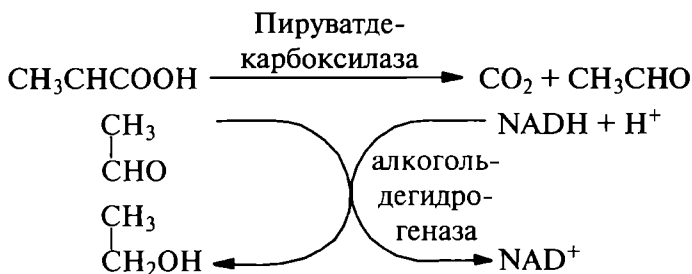 Пируватде-
карбоксилаза
CH₃CHCOOH CO₂ + CH₃CHO
CH₃ NADH + H⁺
CHO алкоголь-
дегидро-
CH₃ геназа
CH₂OH NAD⁺